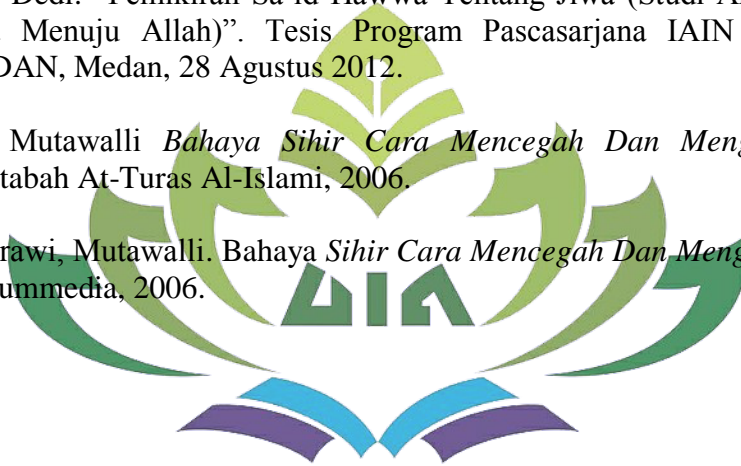 Dedi. "Pemikiran Sa'id Hawwa Tentang Jiwa (Studi
Menuju Allah)". Tesis Program Pascasarjana IAIN
DAN, Medan, 28 Agustus 2012.
Mutawalli Bahaya Sihir Cara Mencegah Dan
tabah At-Turas Al-Islami, 2006.
rawi, Mutawalli. Bahaya Sihir Cara Mencegah Dan
ummedia, 2006.
UIN